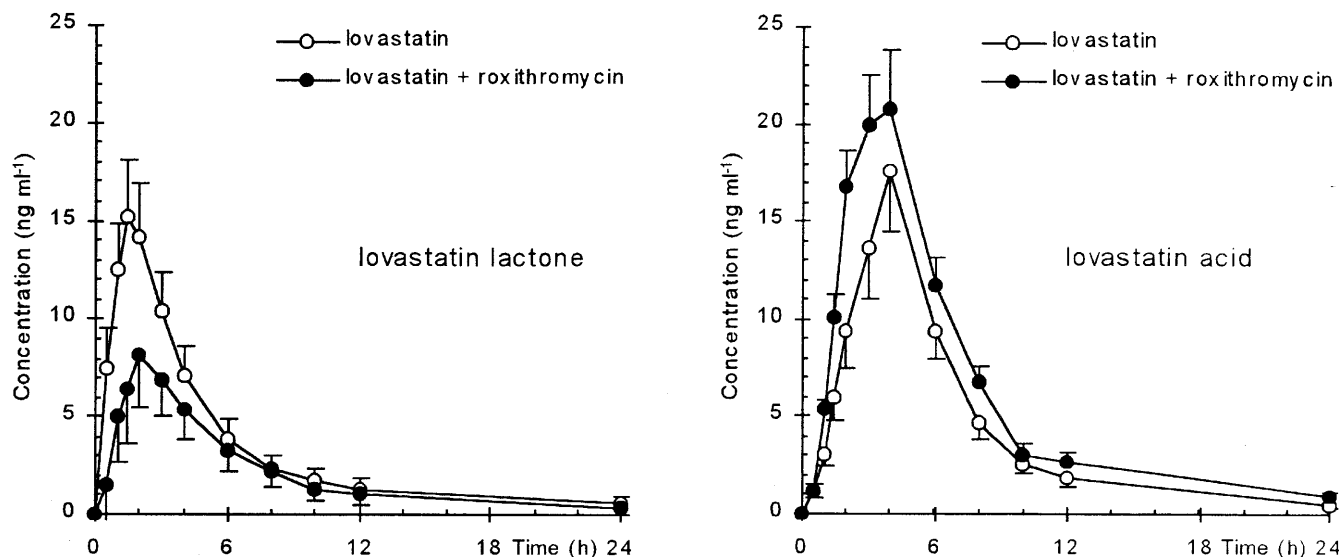 25
20
15
10
5
0
Concentration (ng ml-1)
lovastatin
lovastatin + roxithromycin
lovastatin lactone
0 6 12 18 Time (h) 24
25
20
15
10
5
0
Concentration (ng ml-1)
lovastatin
lovastatin + roxithromycin
lovastatin acid
0 6 12 18 Time (h) 24